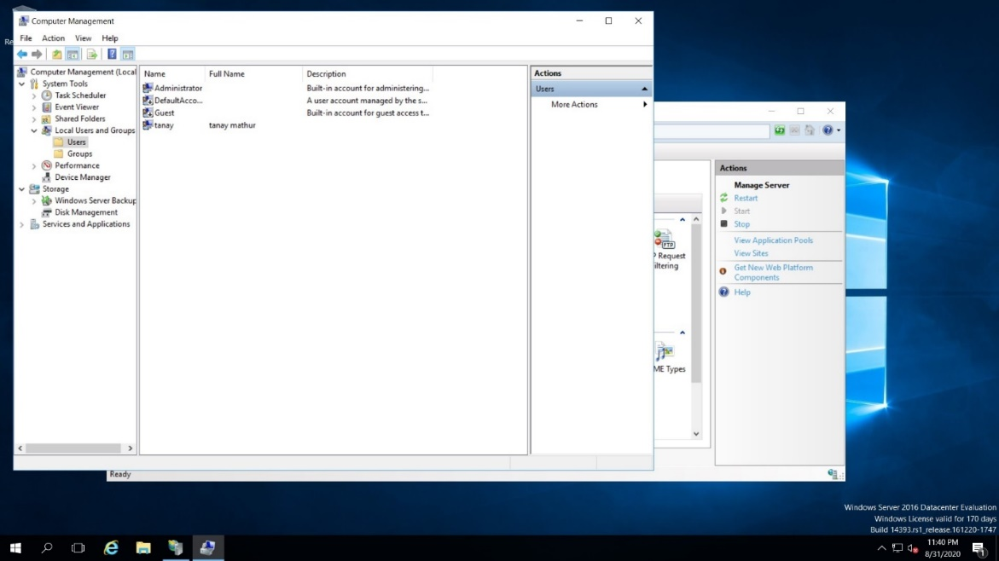 Computer Management
File Action View Help
Computer Management (Local
System Tools
Task Scheduler
Event Viewer
Shared Folders
Local Users and Groups
Users
Groups
Performance
Device Manager
Storage
Windows Server Backup
Disk Management
Services and Applications
Name Full Name Description
Administrator Built-in account for administering...
DefaultAcco... A user account managed by the s...
Guest Built-in account for guest access t...
tanay tanay mathur
Actions
Users
More Actions
Request
iltering
FTP
ME Types
Actions
Manage Server
Restart
Start
Stop
View Application Pools
View Sites
Get New Web Platform
Components
Help
Ready
Windows Server 2016 Datacenter Evaluation
Windows License valid for 170 days
Build 14393.rs1_release.161220-1747
11:40 PM
8/31/2020
1